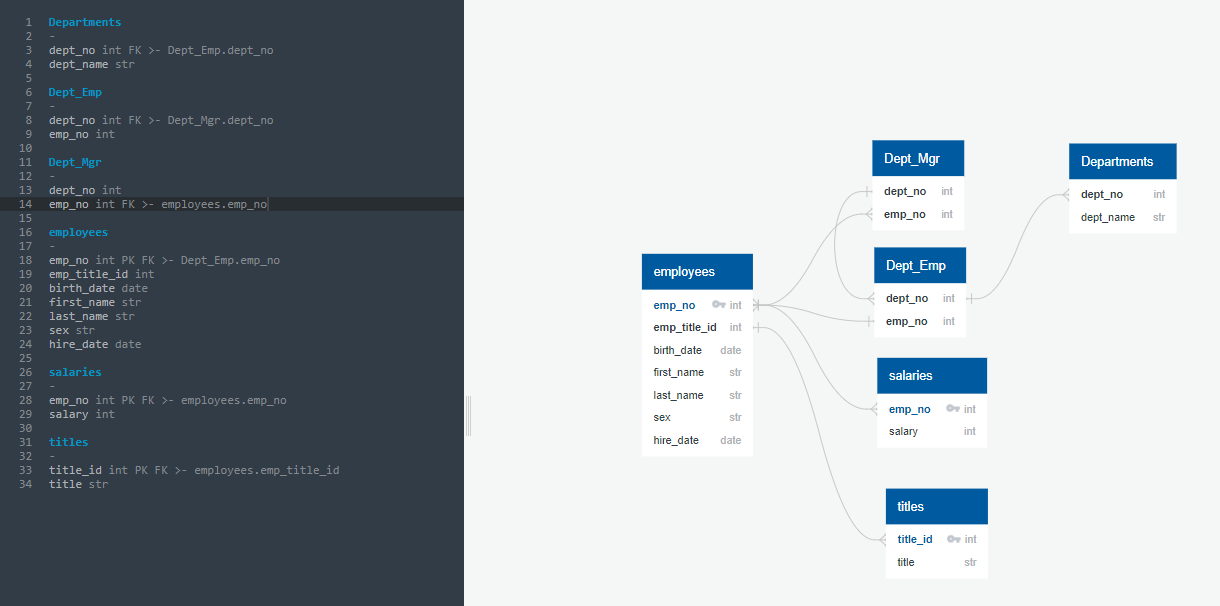 1 Departments
2 -
3 dept_no int FK >- Dept_Emp.dept_no
4 dept_name str
5
6 Dept_Emp
7 -
8 dept_no int FK >- Dept_Mgr.dept_no
9 emp_no int
10
11 Dept_Mgr
12 -
13 dept_no int
14 emp_no int FK >- employees.emp_no
15
16 employees
17 -
18 emp_no int PK FK >- Dept_Emp.emp_no
19 emp_title_id int
20 birth_date date
21 first_name str
22 last_name str
23 sex str
24 hire_date date
25
26 salaries
27 -
28 emp_no int PK FK >- employees.emp_no
29 salary int
30
31 titles
32 -
33 title_id int PK FK >- employees.emp_title_id
34 title str
employees
emp_no int
emp_title_id int
birth_date date
first_name str
last_name str
sex str
hire_date date
Dept_Mgr
dept_no int
emp_no int
Dept_Emp
dept_no int
emp_no int
salaries
emp_no int
salary int
titles
title_id int
title str
Departments
dept_no int
dept_name str